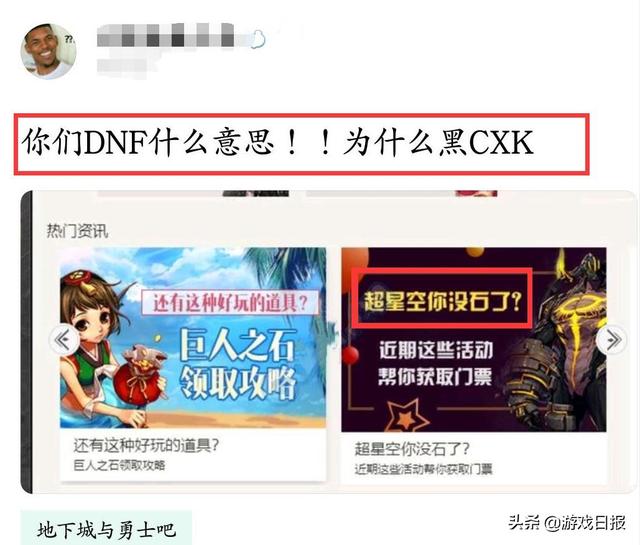 ??
你们DNF什么意思！！为什么黑CXK
热门资讯
还有这种好玩的道具?
巨人之石
领取攻略
还有这种好玩的道具?
巨人之石领取攻略
超星空你没石了?
近期这些活动
帮你获取门票
超星空你没石了?
近期这些活动帮你获取门票
地下城与勇士吧
头条 @游戏日报